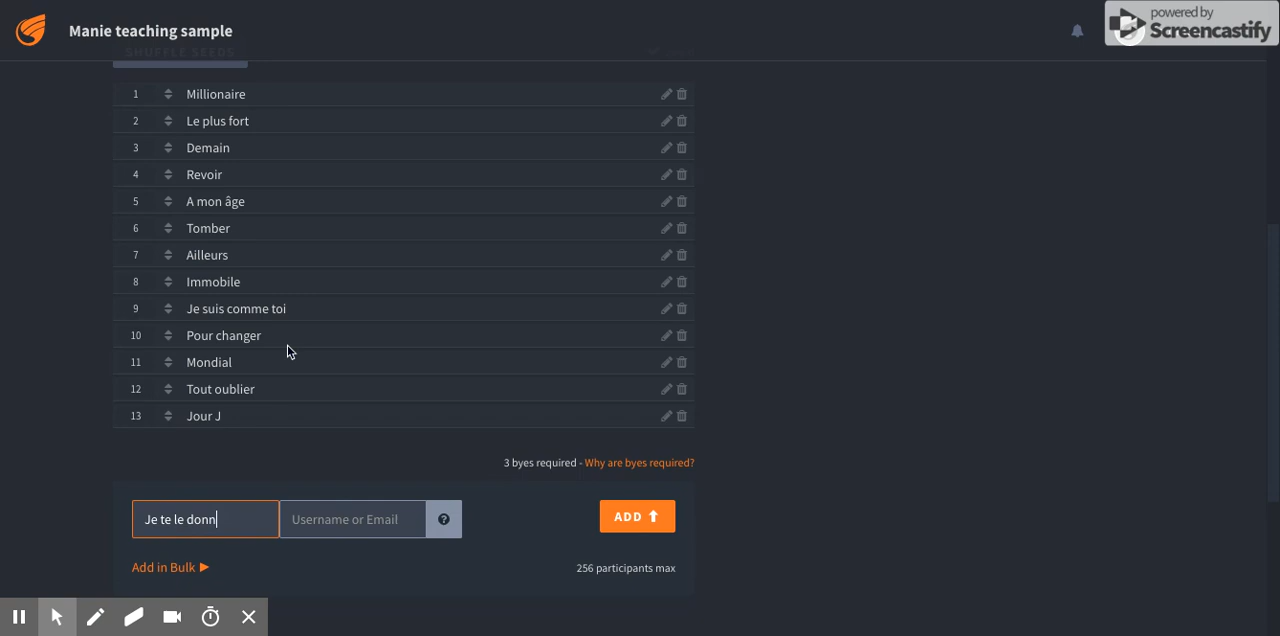 Manie teaching sample
powered by
Screencastify
SHUFFLE SEEDS
1 Millionaire
2 Le plus fort
3 Demain
4 Revoir
5 A mon âge
6 Tomber
7 Ailleurs
8 Immobile
9 Je suis comme toi
10 Pour changer
11 Mondial
12 Tout oublier
13 Jour J
3 byes required - Why are byes required?
Je te le donn Username or Email ? ADD
Add in Bulk 256 participants max